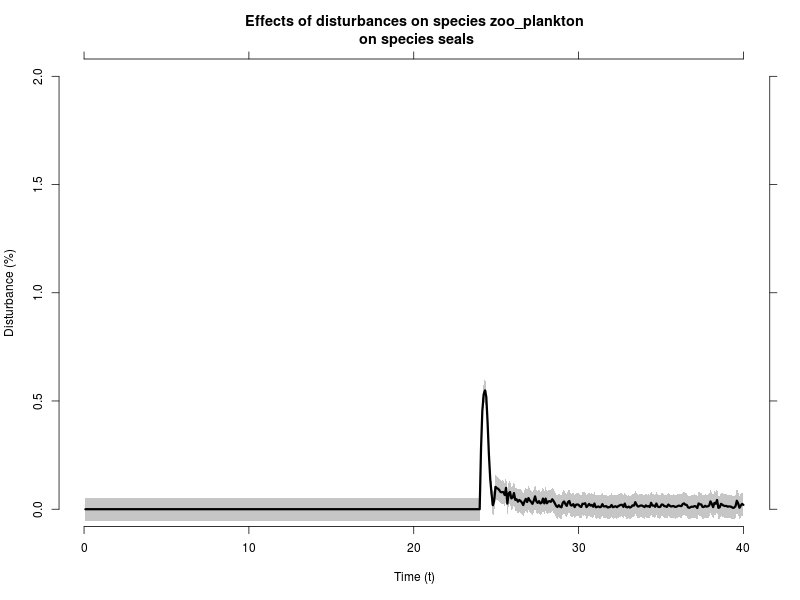 Effects of disturbances on species zoo_plankton
on species seals
2.0
1.5
1.0
0.5
0.0
Disturbance (%)
0 10 20 30 40
Time (t)